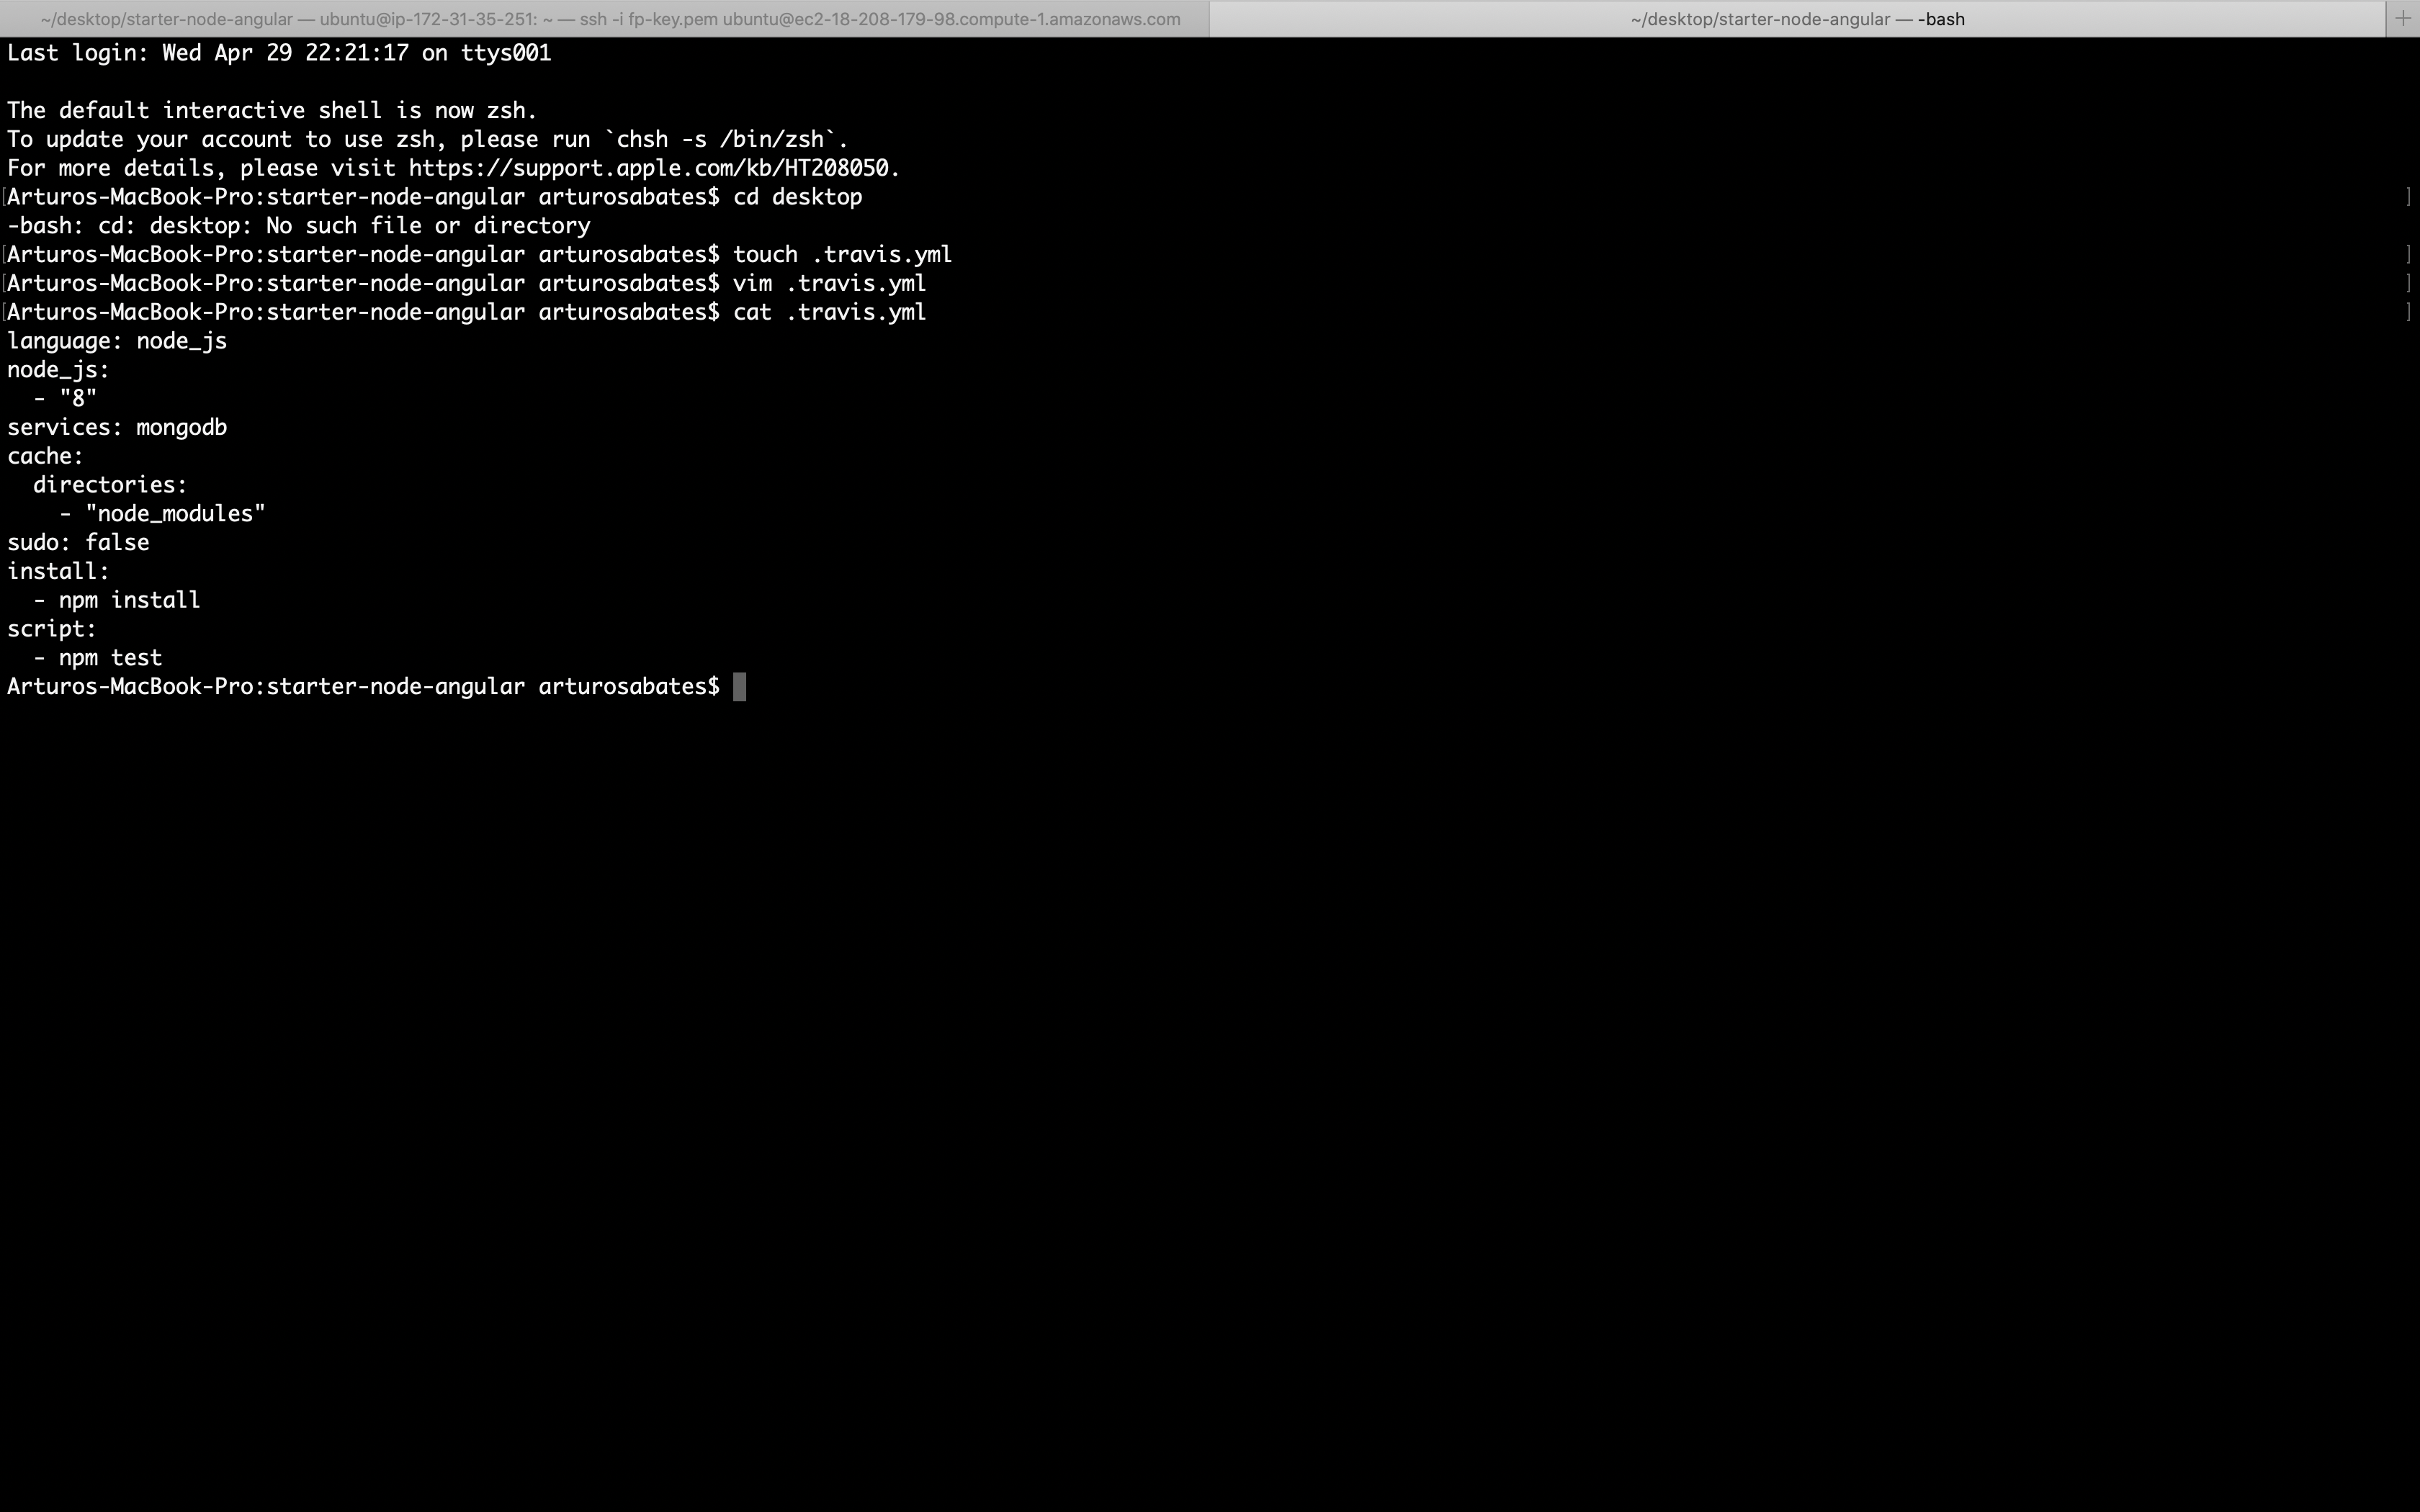 ~/desktop/starter-node-angular — ubuntu@ip-172-31-35-251: ~ — ssh -i fp-key.pem ubuntu@ec2-18-208-179-98.compute-1.amazonaws.com
~/desktop/starter-node-angular — -bash
Last login: Wed Apr 29 22:21:17 on ttys001
The default interactive shell is now zsh.
To update your account to use zsh, please run `chsh -s /bin/zsh`.
For more details, please visit https://support.apple.com/kb/HT208050.
[Arturos-MacBook-Pro:starter-node-angular arturosabates$ cd desktop ]
-bash: cd: desktop: No such file or directory
[Arturos-MacBook-Pro:starter-node-angular arturosabates$ touch .travis.yml ]
[Arturos-MacBook-Pro:starter-node-angular arturosabates$ vim .travis.yml ]
[Arturos-MacBook-Pro:starter-node-angular arturosabates$ cat .travis.yml ]
language: node_js
node_js:
  - "8"
services: mongodb
cache:
  directories:
    - "node_modules"
sudo: false
install:
  - npm install
script:
  - npm test
Arturos-MacBook-Pro:starter-node-angular arturosabates$